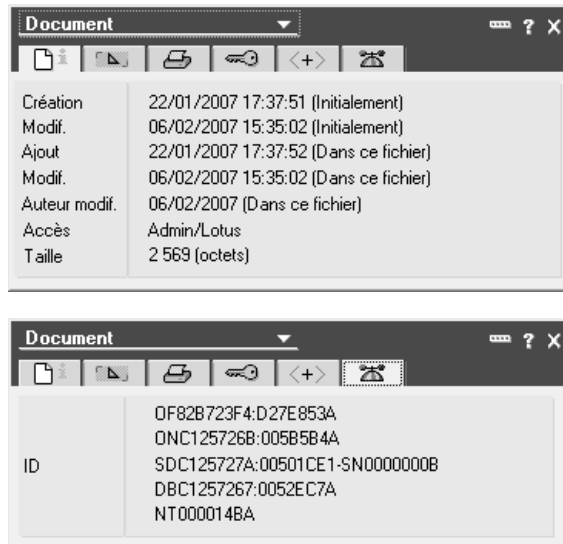 Document
? X
<+>
Création 22/01/2007 17:37:51 (Initialement)
Modif. 06/02/2007 15:35:02 (Initialement)
Ajout 22/01/2007 17:37:52 (Dans ce fichier)
Modif. 06/02/2007 15:35:02 (Dans ce fichier)
Auteur modif. 06/02/2007 (Dans ce fichier)
Accès Admin/Lotus
Taille 2 569 (octets)
Document
? X
<+>
OF82B723F4:D27E853A
ONC125726B:005B5B4A
ID SDC125727A:00501CE1-SN0000000B
DBC1257267:0052EC7A
NT000014BA